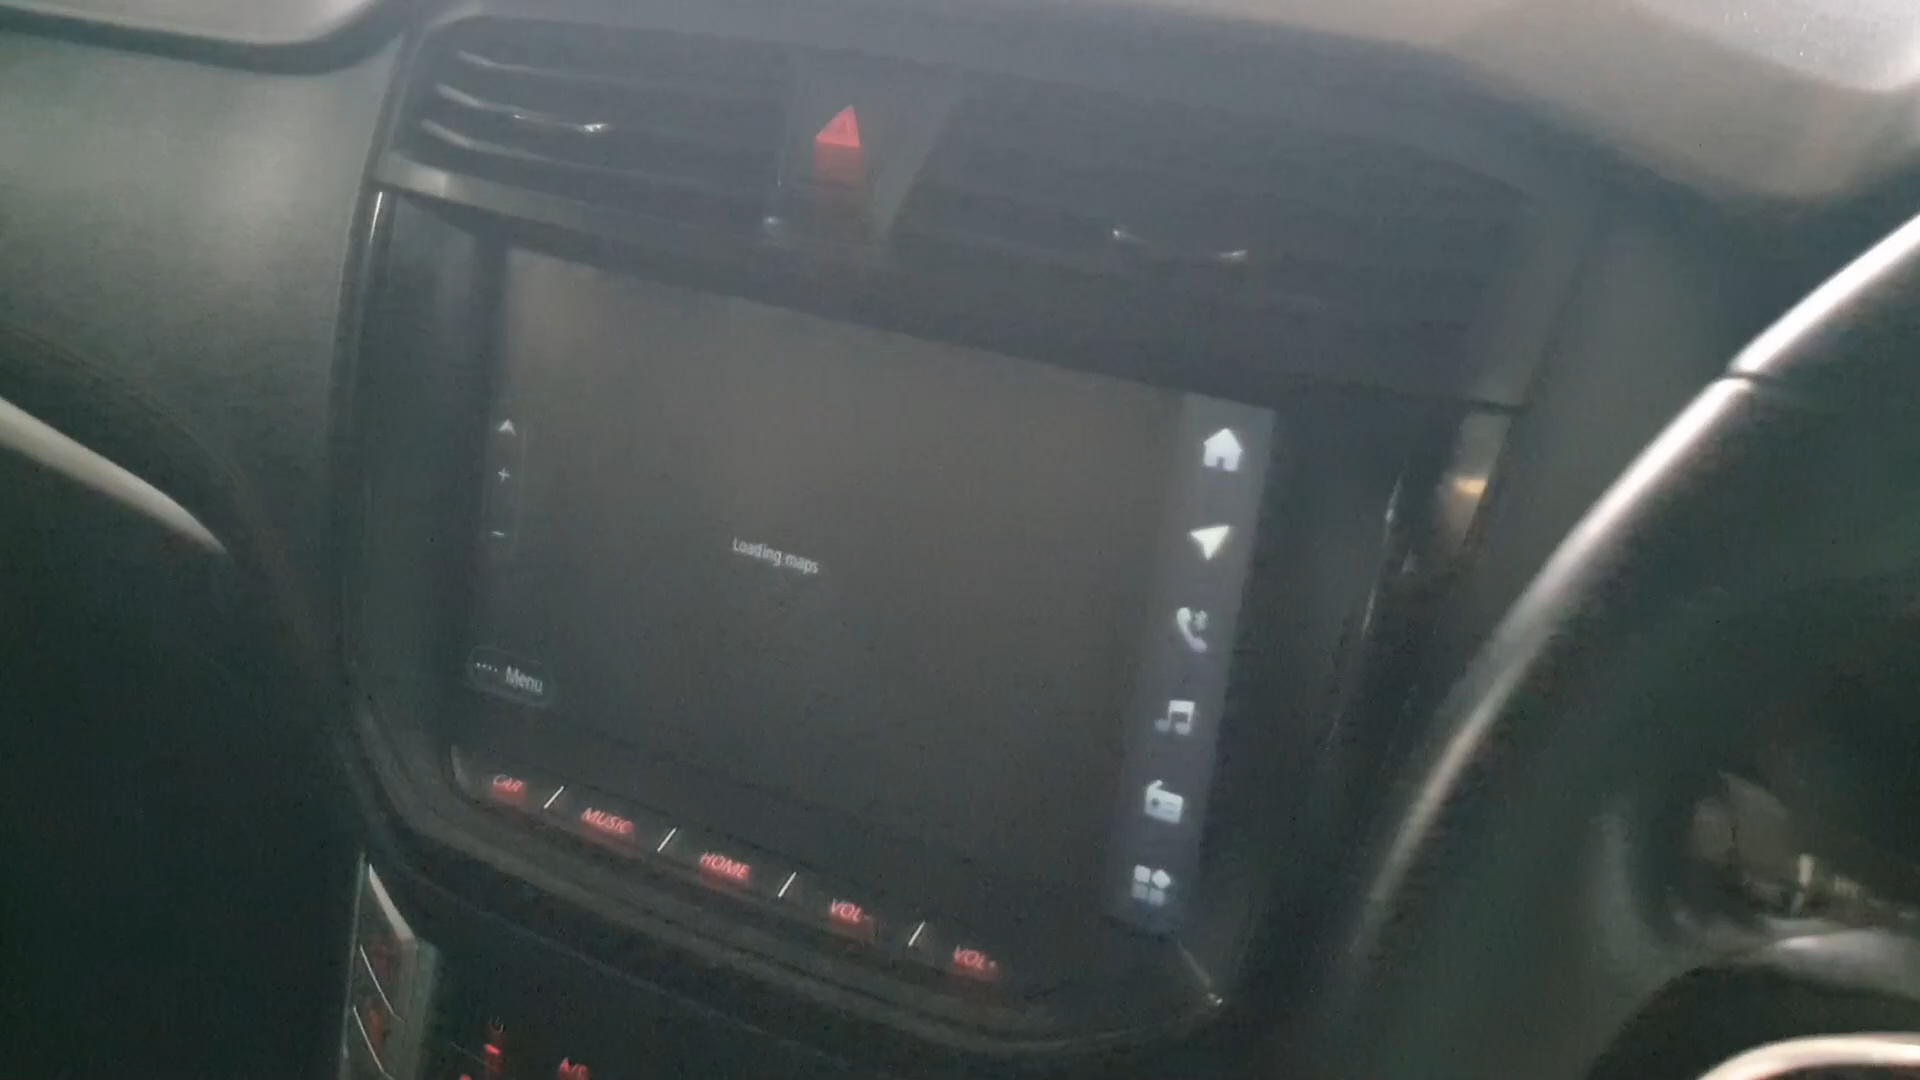 +
-
Loading maps
···· Menu
CAR / MUSIC / HOME / VOL- / VOL+
A/C